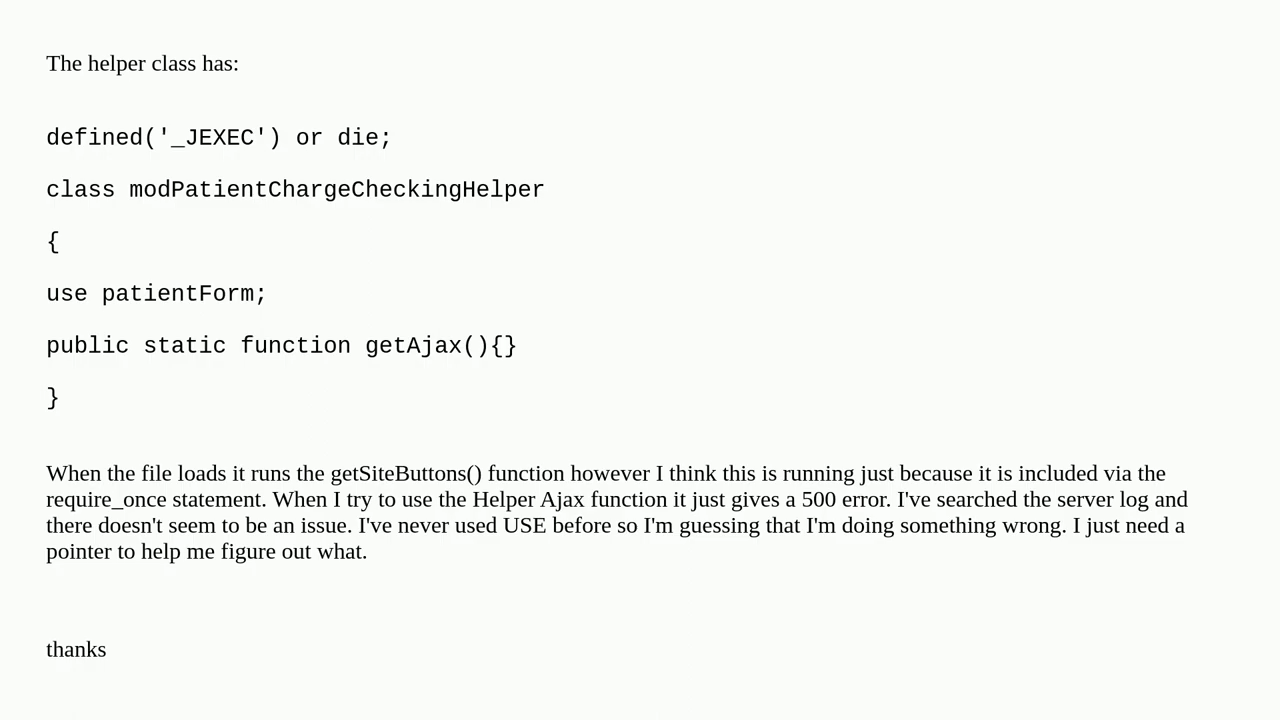 The helper class has:
defined('_JEXEC') or die;
class modPatientChargeCheckingHelper
{
use patientForm;
public static function getAjax(){}
}
When the file loads it runs the getSiteButtons() function however I think this is running just because it is included via the
require_once statement. When I try to use the Helper Ajax function it just gives a 500 error. I've searched the server log and
there doesn't seem to be an issue. I've never used USE before so I'm guessing that I'm doing something wrong. I just need a
pointer to help me figure out what.
thanks